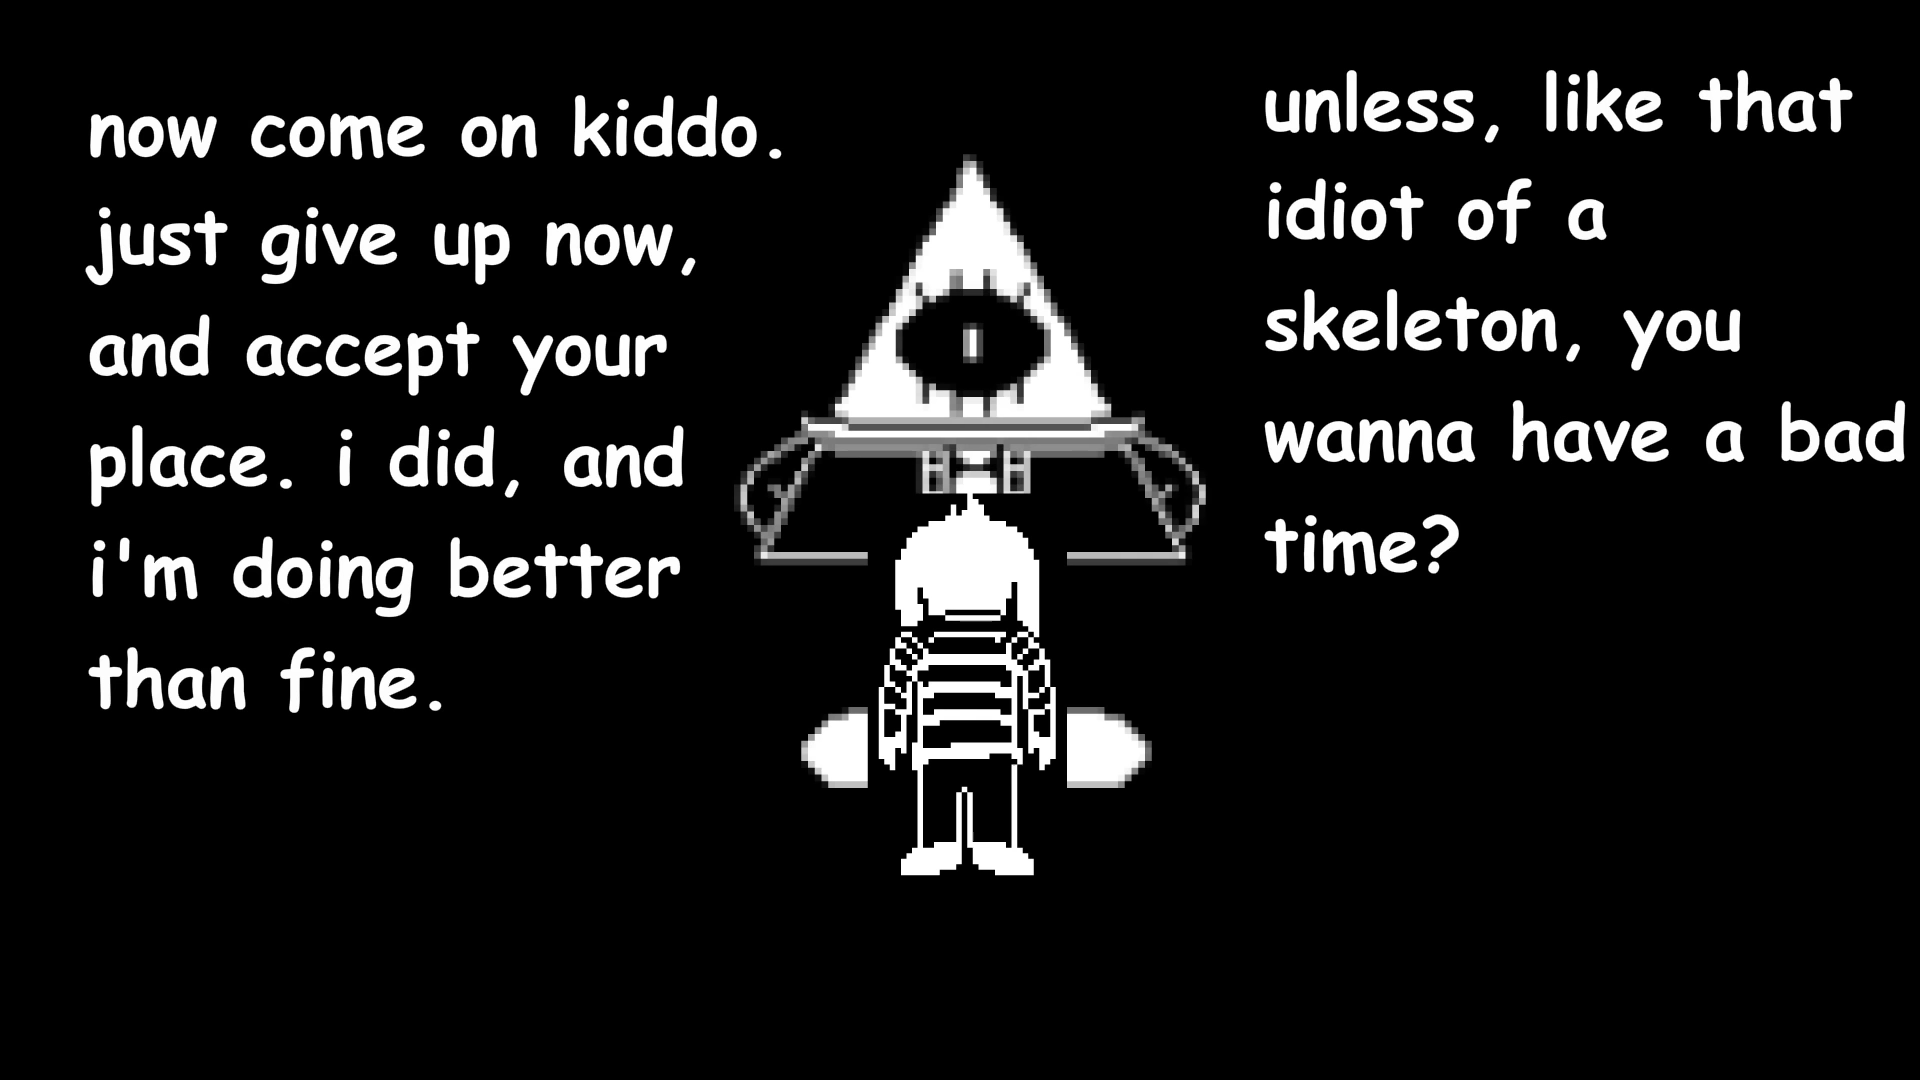 now come on kiddo.
just give up now,
and accept your
place. i did, and
i'm doing better
than fine.
unless, like that
idiot of a
skeleton, you
wanna have a bad
time?